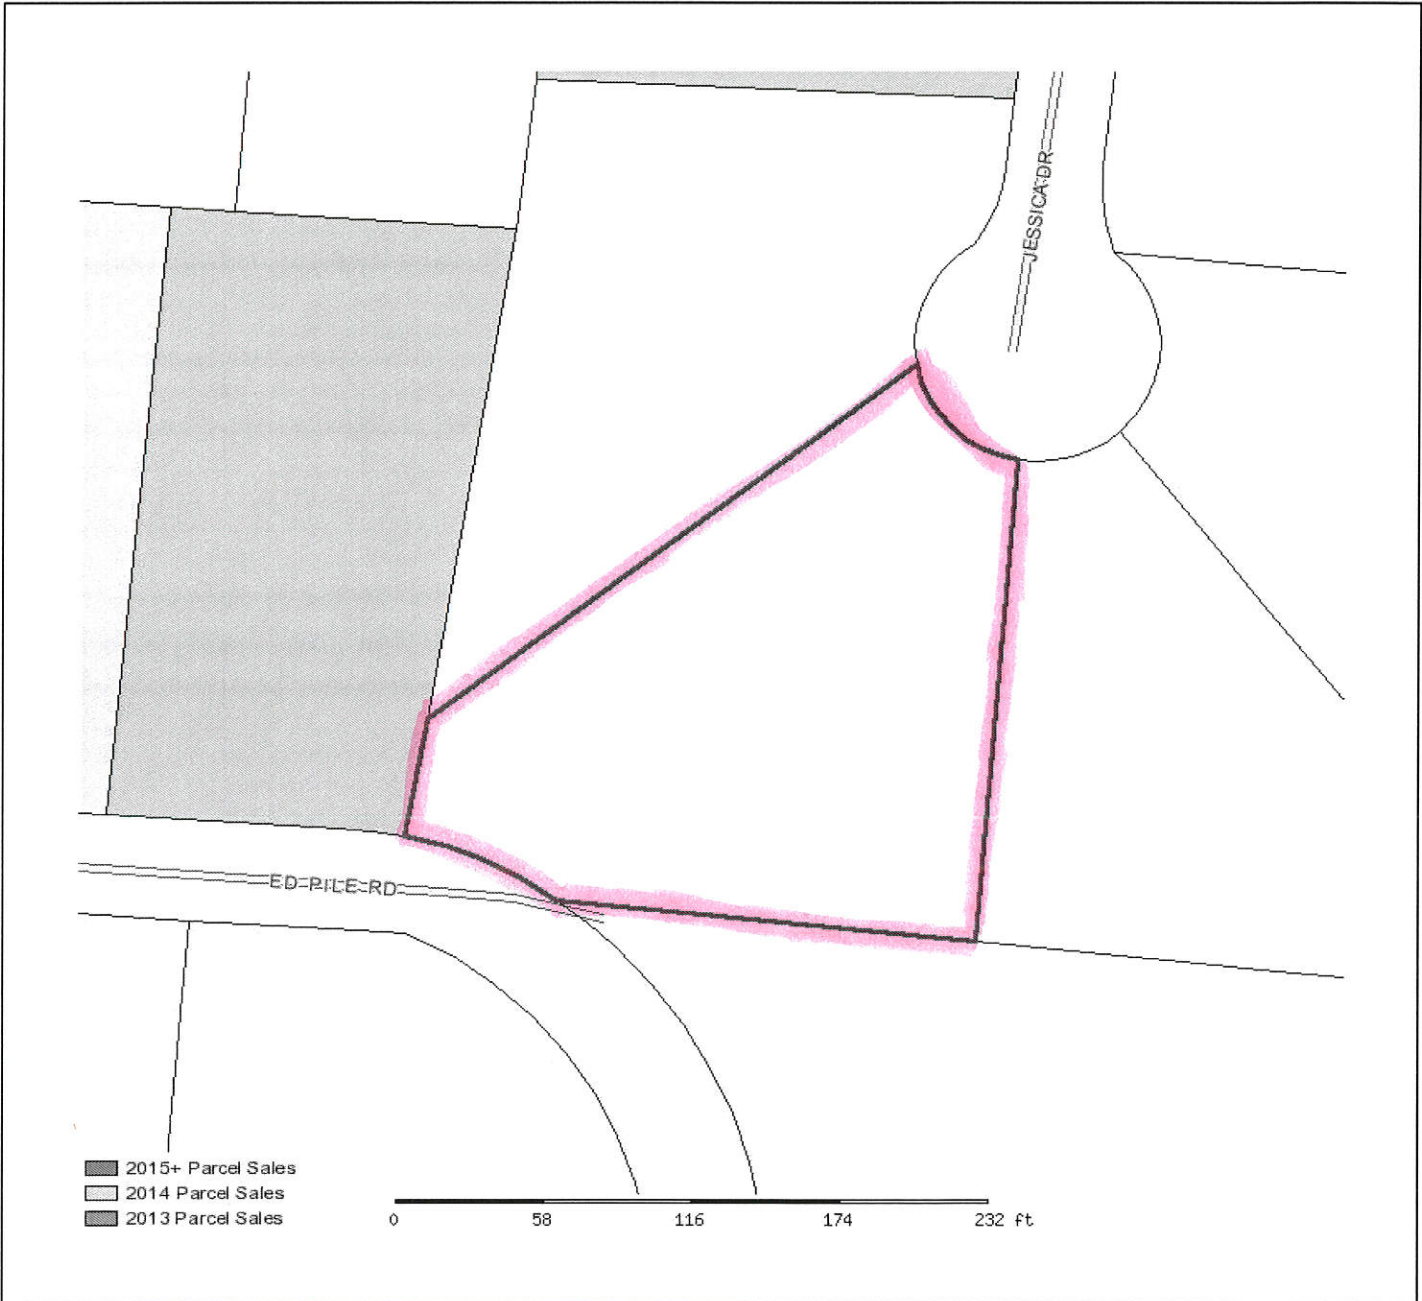 JESSICA DR
ED PILE RD
2015+ Parcel Sales
2014 Parcel Sales
2013 Parcel Sales
0 58 116 174 232 ft